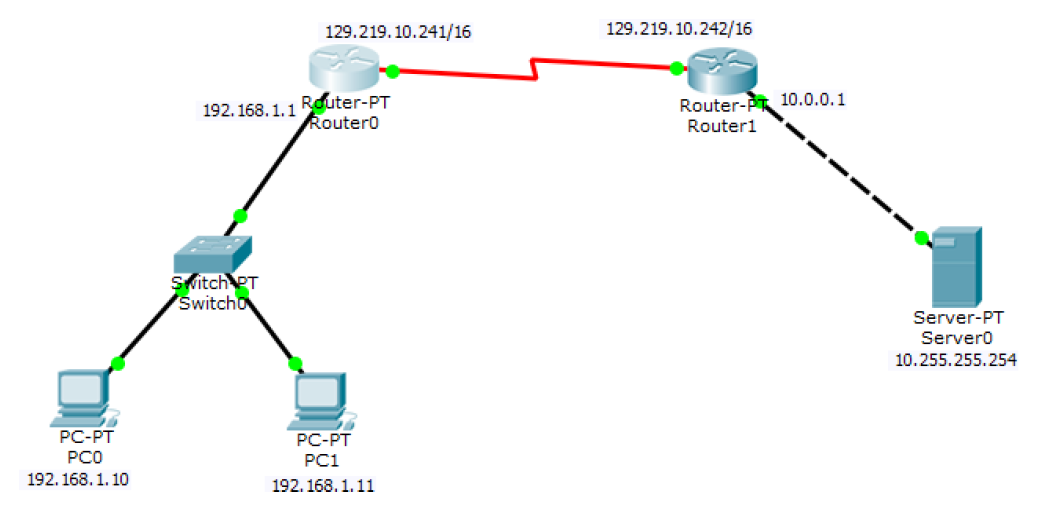 129.219.10.241/16
129.219.10.242/16
Router-PT
Router0
192.168.1.1
Router-PT
Router1
10.0.0.1
Switch-PT
Switch0
Server-PT
Server0
10.255.255.254
PC-PT
PC0
192.168.1.10
PC-PT
PC1
192.168.1.11